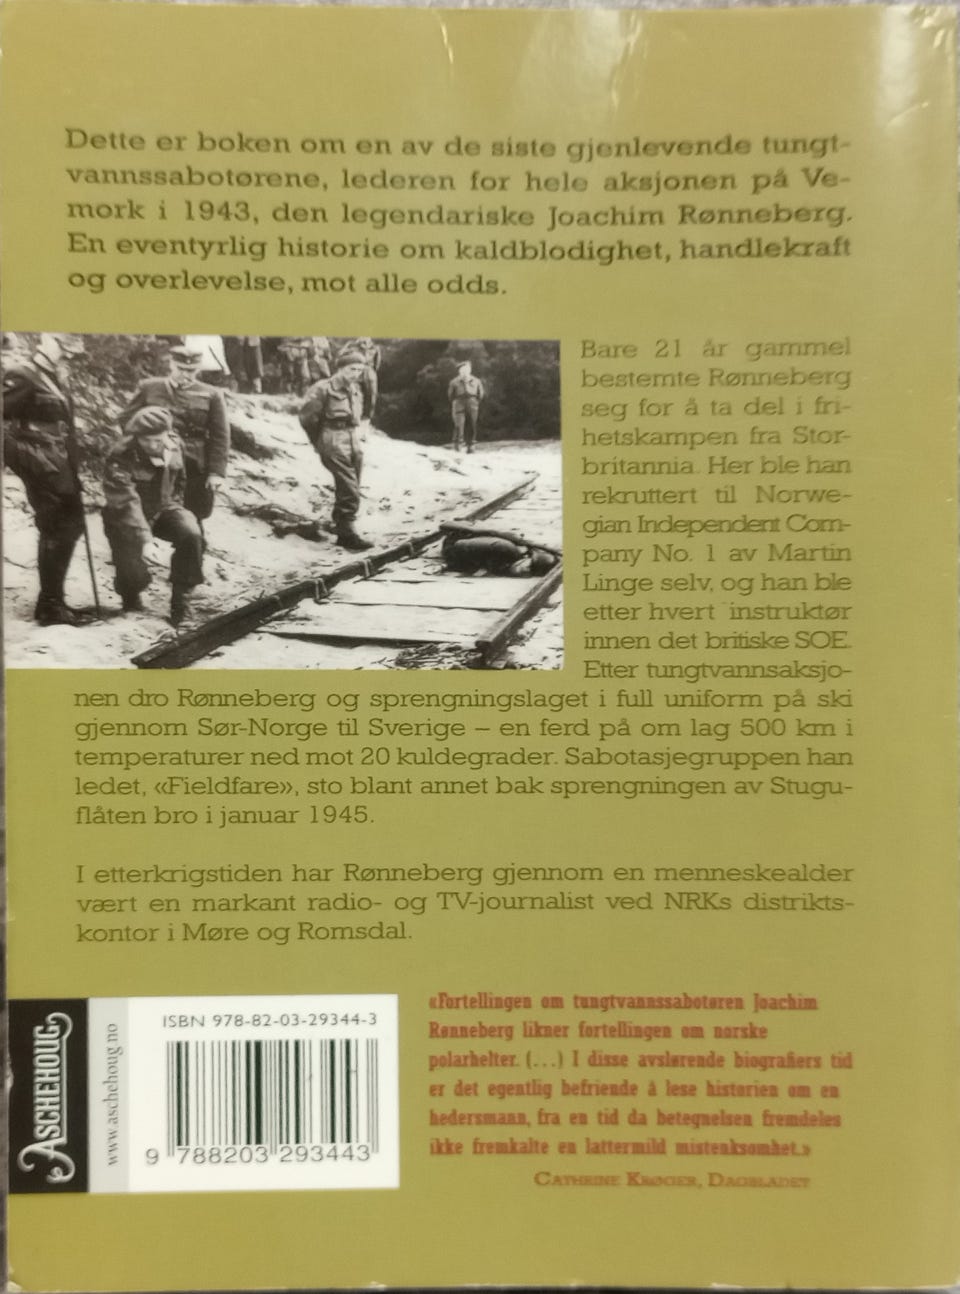 Dette er boken om en av de siste gjenlevende tungt-
vannssabotørene, lederen for hele aksjonen på Ve-
mork i 1943, den legendariske Joachim Rønneberg.
En eventyrlig historie om kaldblodighet, handlekraft
og overlevelse, mot alle odds.
Bare 21 år gammel
bestemte Rønneberg
seg for å ta del i fri-
hetskampen fra Stor-
britannia. Her ble han
rekruttert til Norwe-
gian Independent Com-
pany No. 1 av Martin
Linge selv, og han ble
etter hvert instruktør
innen det britiske SOE.
Etter tungtvannsaksjo-
nen dro Rønneberg og sprengningslaget i full uniform på ski
gjennom Sør-Norge til Sverige – en ferd på om lag 500 km i
temperaturer ned mot 20 kuldegrader. Sabotasjegruppen han
ledet, «Fieldfare», sto blant annet bak sprengningen av Stugu-
flåten bro i januar 1945.
I etterkrigstiden har Rønneberg gjennom en menneskealder
vært en markant radio- og TV-journalist ved NRKs distrikts-
kontor i Møre og Romsdal.
ASCHEHOUG
www.aschehoug.no
ISBN 978-82-03-29344-3
9 788203 293443
«Fortellingen om tungtvannssabotøren Joachim
Rønneberg likner fortellingen om norske
polarhelter. (...) I disse avslørende biografiers tid
er det egentlig befriende å lese historien om en
hedersmann, fra en tid da betegnelsen fremdeles
ikke fremkalte en lattermild mistenksomhet.»
CATHRINE KRØGER, DAGBLADET